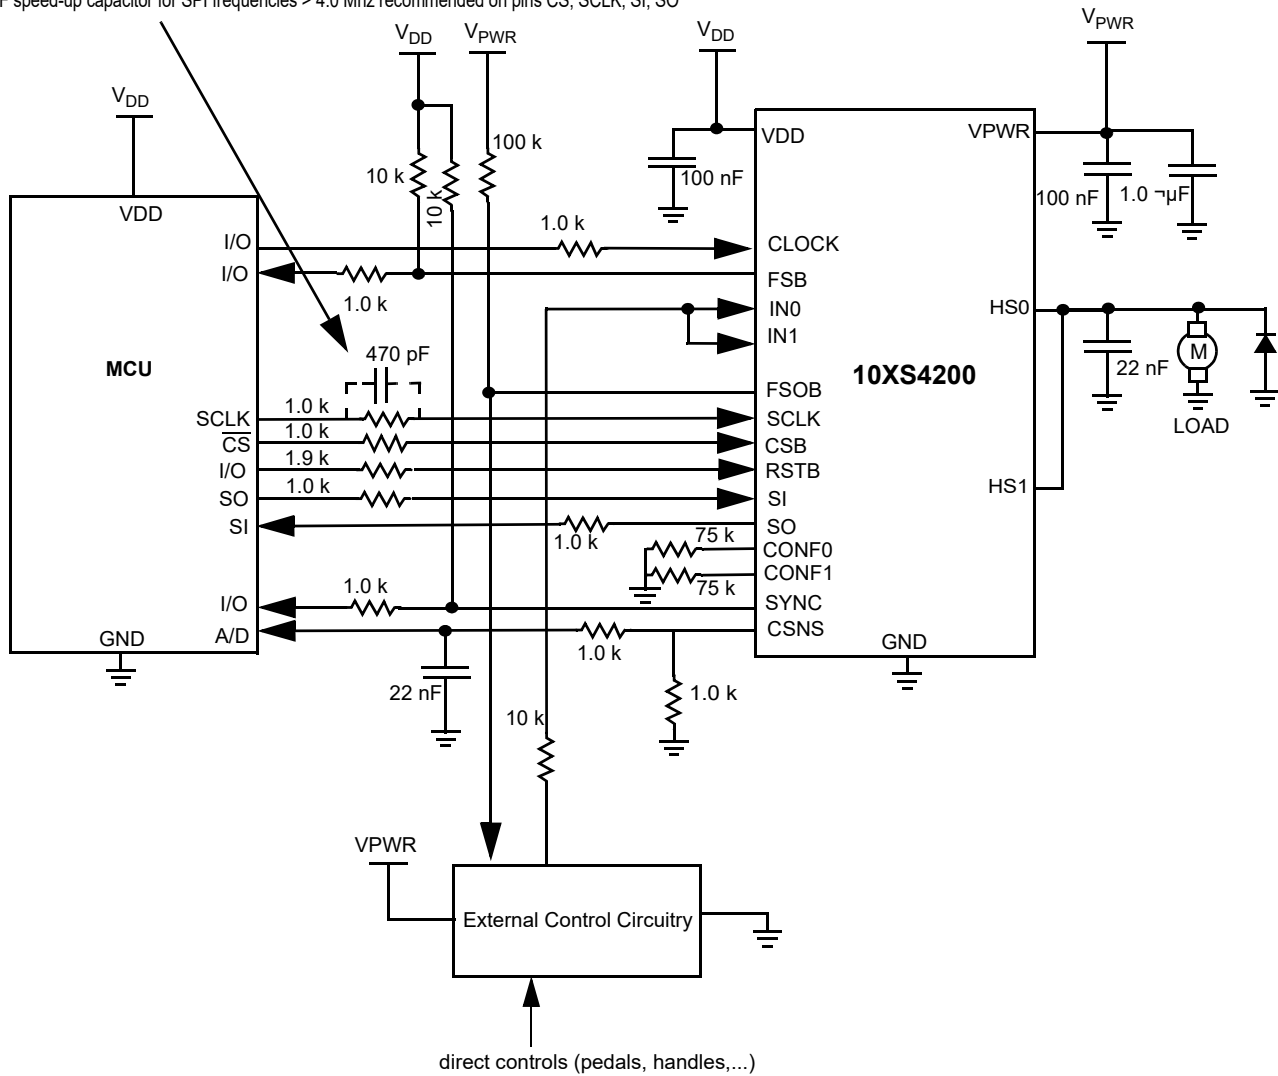 speed-up capacitor for SPI frequencies > 4.0 Mhz recommended on pins CS, SCLK, SI, SO
VDD
VPWR
VDD
VPWR
VDD
100 k
10 k
10 k
100 nF
VDD
VPWR
100 nF
1.0 ¬µF
VDD
I/O
I/O
1.0 k
1.0 k
CLOCK
FSB
IN0
IN1
HS0
MCU
470 pF
10XS4200
22 nF
M
LOAD
FSOB
SCLK
1.0 k
SCLK
CS
1.0 k
CSB
I/O
1.9 k
RSTB
SO
1.0 k
SI
HS1
SI
1.0 k
SO
75 k
CONF0
CONF1
75 k
I/O
1.0 k
SYNC
A/D
1.0 k
CSNS
GND
GND
22 nF
1.0 k
10 k
VPWR
External Control Circuitry
direct controls (pedals, handles,...)